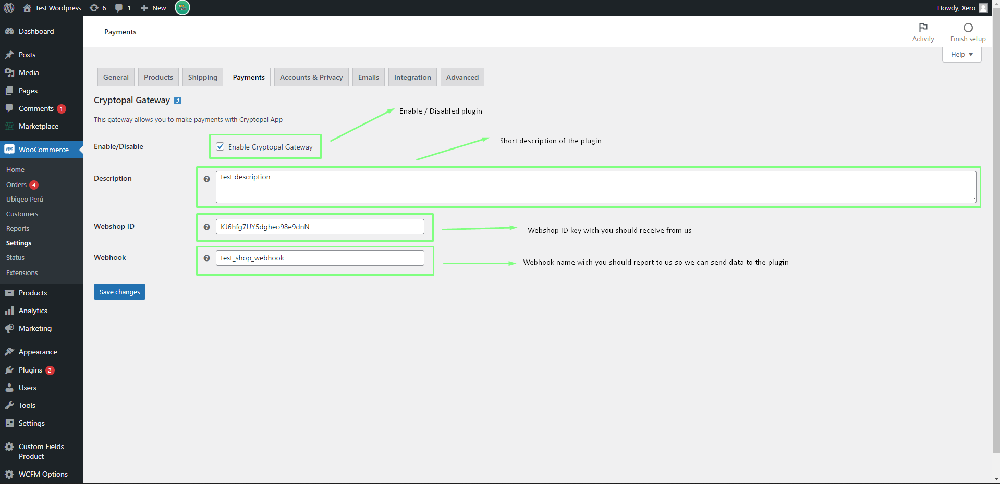 Test Wordpress 6 1 New Howdy, Xero
Payments
Activity
Finish setup
Help
Dashboard
Posts
Media
Pages
Comments 1
Marketplace
WooCommerce
Home
Orders 4
Ubigeo Perú
Customers
Reports
Settings
Status
Extensions
Products
Analytics
Marketing
Appearance
Plugins 2
Users
Tools
Settings
Custom Fields
Product
WCFM Options
General Products Shipping Payments Accounts & Privacy Emails Integration Advanced
Cryptopal Gateway
This gateway allows you to make payments with Cryptopal App
Enable / Disabled plugin
Enable/Disable Enable Cryptopal Gateway
Short description of the plugin
Description test description
Webshop ID KJ6hfg7UY5dgheo98e9dnN Webshop ID key wich you should receive from us
Webhook test_shop_webhook Webhook name wich you should report to us so we can send data to the plugin
Save changes